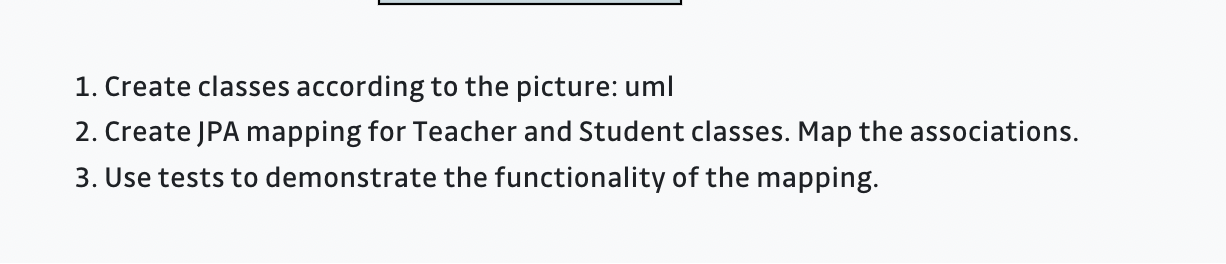 1. Create classes according to the picture: uml
2. Create JPA mapping for Teacher and Student classes. Map the associations.
3. Use tests to demonstrate the functionality of the mapping.